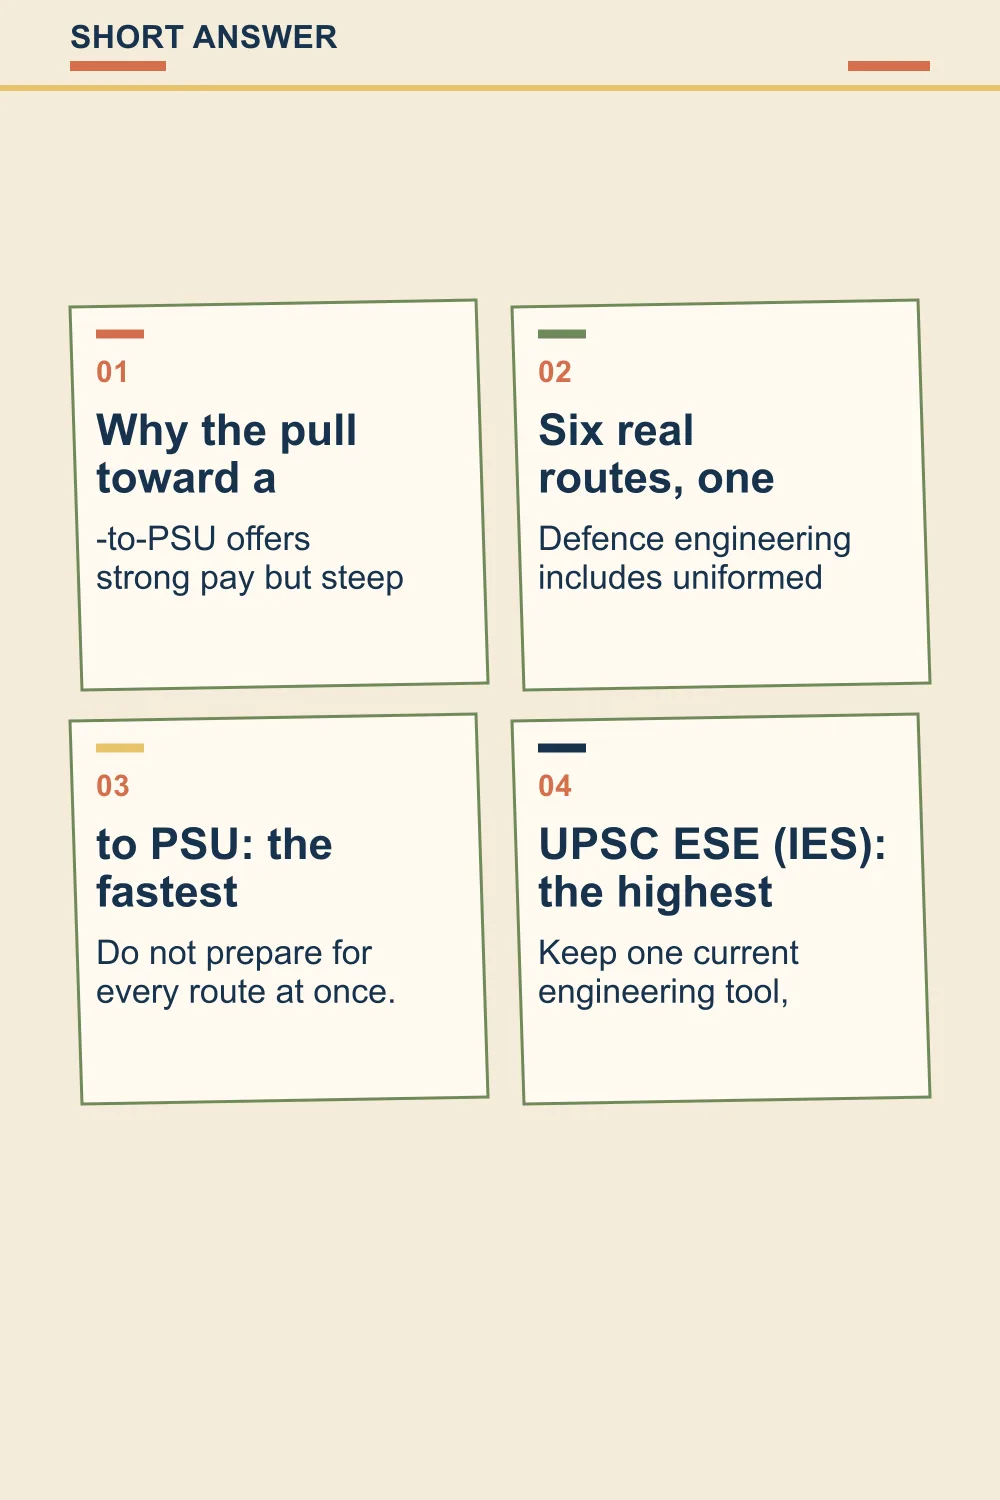 SHORT ANSWER
01
Why the pull
toward a
-to-PSU offers
strong pay but steep
02
Six real
routes, one
Defence engineering
includes uniformed
03
to PSU: the
fastest
Do not prepare for
every route at once.
04
UPSC ESE (IES):
the highest
Keep one current
engineering tool,